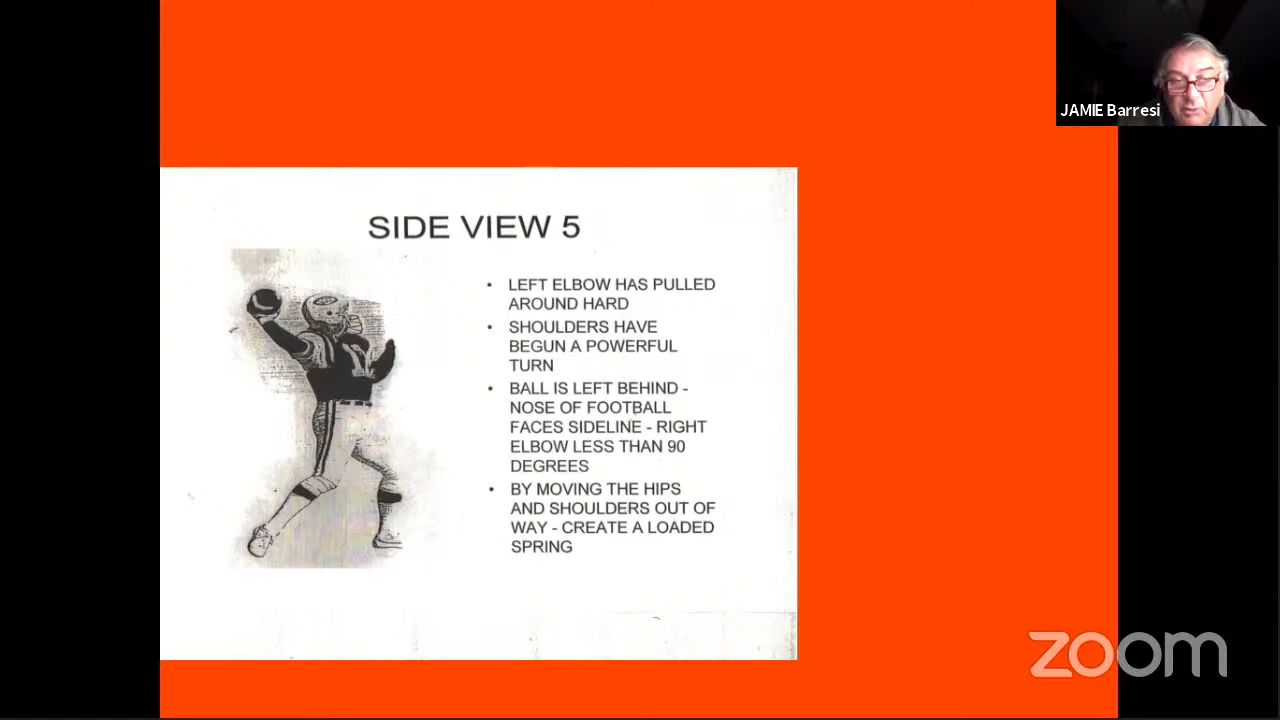 JAMIE Barresi
SIDE VIEW 5
• LEFT ELBOW HAS PULLED
AROUND HARD
• SHOULDERS HAVE
BEGUN A POWERFUL
TURN
• BALL IS LEFT BEHIND -
NOSE OF FOOTBALL
FACES SIDELINE - RIGHT
ELBOW LESS THAN 90
DEGREES
• BY MOVING THE HIPS
AND SHOULDERS OUT OF
WAY - CREATE A LOADED
SPRING
zoom